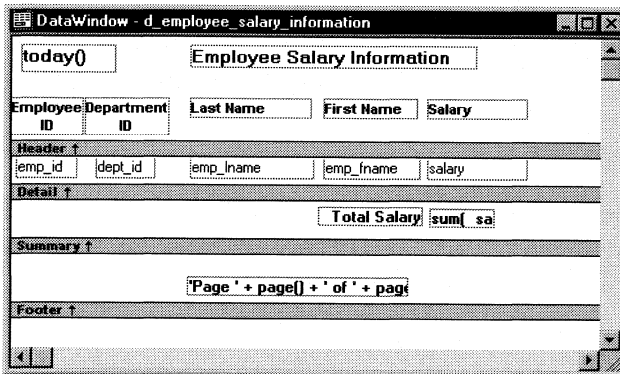 DataWindow - d_employee_salary_information
today() Employee Salary Information
Employee ID Department ID Last Name First Name Salary
Header ↑
emp_id dept_id emp_lname emp_fname salary
Detail ↑
Total Salary sum( sa
Summary ↑
'Page ' + page() + ' of ' + page
Footer ↑